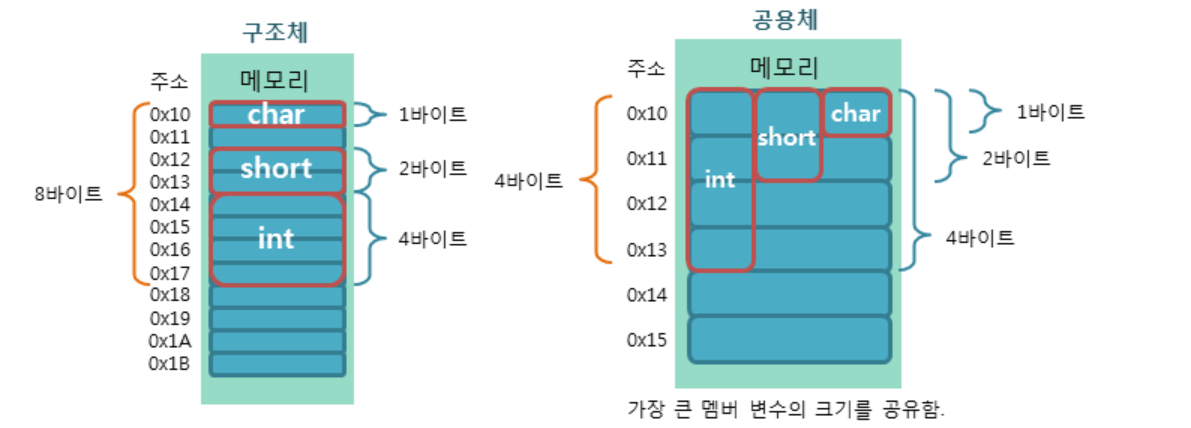 구조체
주소 메모리
0x10 char 1바이트
0x11
0x12 short 2바이트
0x13
8바이트
0x14
0x15 int 4바이트
0x16
0x17
0x18
0x19
0x1A
0x1B
공용체
주소 메모리
0x10 char 1바이트
short
0x11 2바이트
4바이트 int
0x12
0x13 4바이트
0x14
0x15
가장 큰 멤버 변수의 크기를 공유함.